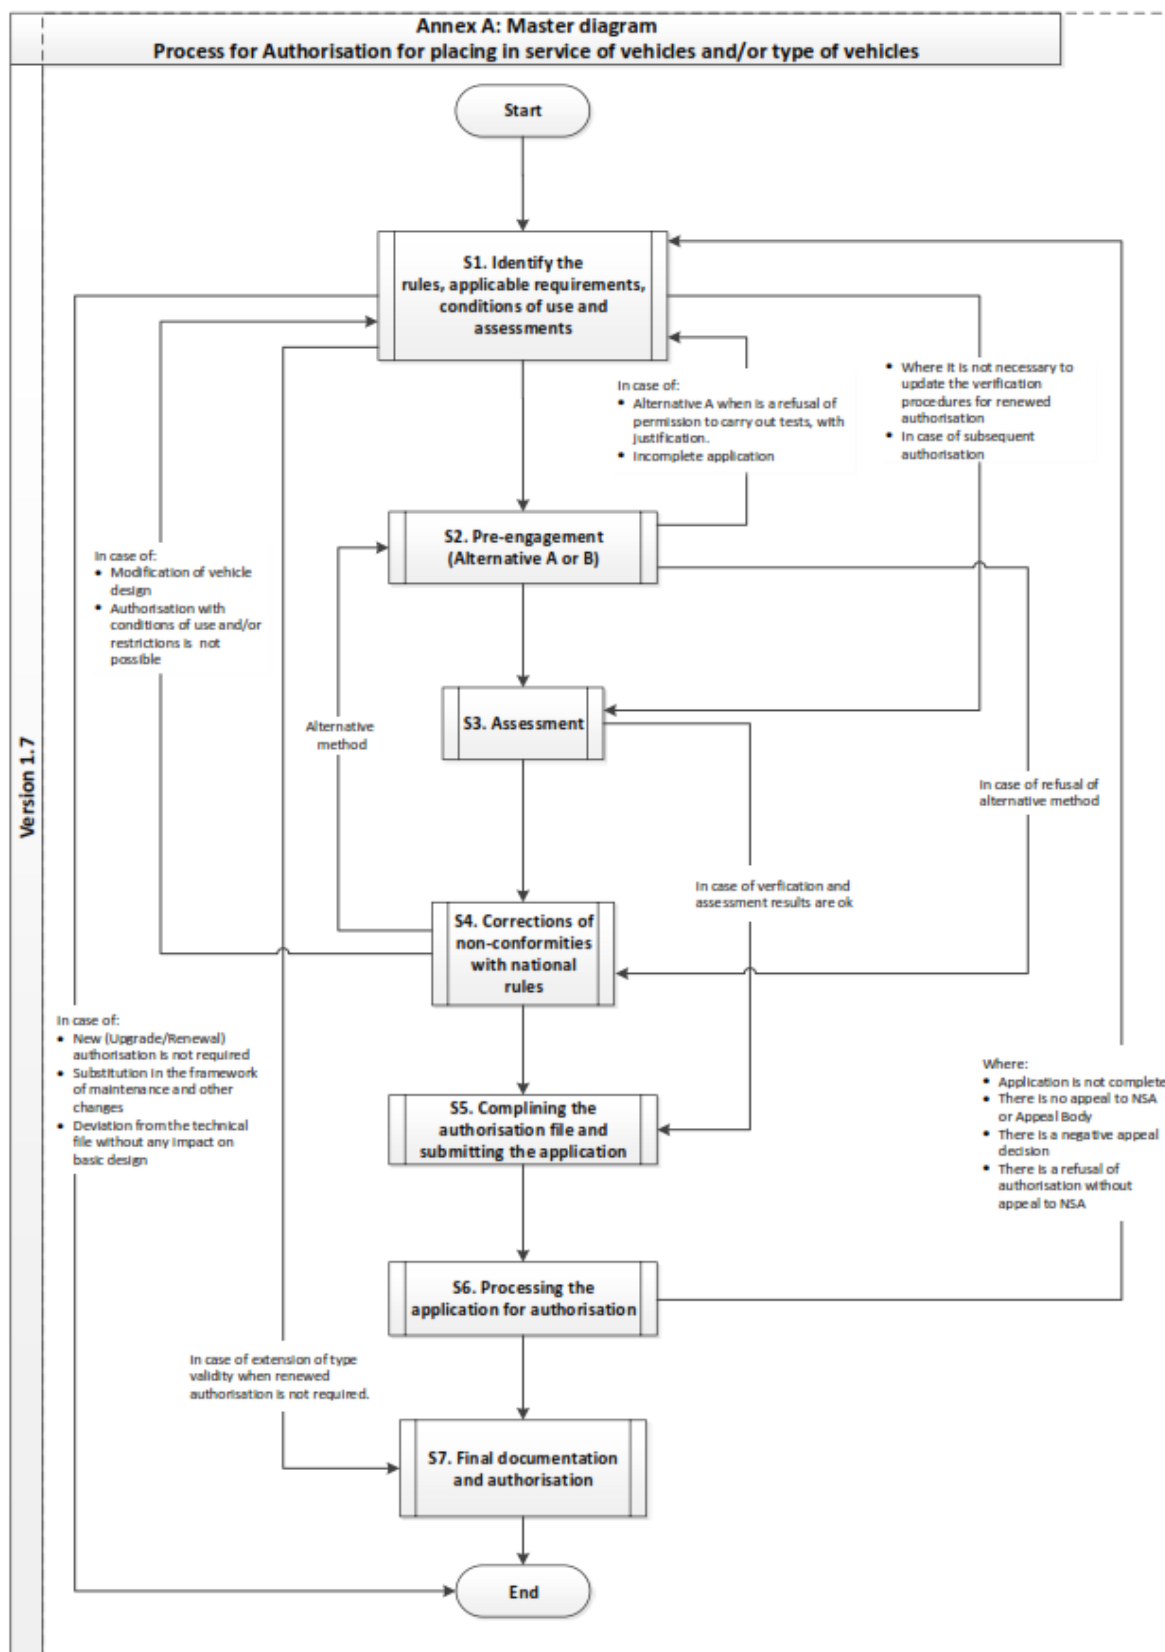 Annex A: Master diagram
Process for Authorisation for placing in service of vehicles and/or type of vehicles
Version 1.7
Start
S1. Identify the
rules, applicable requirements,
conditions of use and
assessments
In case of:
• Alternative A when is a refusal of
permission to carry out tests, with
justification.
• Incomplete application
• Where it is not necessary to
update the verification
procedures for renewed
authorisation
• In case of subsequent
authorisation
S2. Pre-engagement
(Alternative A or B)
In case of:
• Modification of vehicle
design
• Authorisation with
conditions of use and/or
restrictions is not
possible
S3. Assessment
Alternative
method
In case of refusal of
alternative method
In case of verfication and
assessment results are ok
S4. Corrections of
non-conformities
with national
rules
In case of:
• New (Upgrade/Renewal)
authorisation is not required
• Substitution in the framework
of maintenance and other
changes
• Deviation from the technical
file without any impact on
basic design
Where:
• Application is not complete
• There is no appeal to NSA
or Appeal Body
• There is a negative appeal
decision
• There is a refusal of
authorisation without
appeal to NSA
S5. Complining the
authorisation file and
submitting the application
S6. Processing the
application for authorisation
In case of extension of type
validity when renewed
authorisation is not required.
S7. Final documentation
and authorisation
End